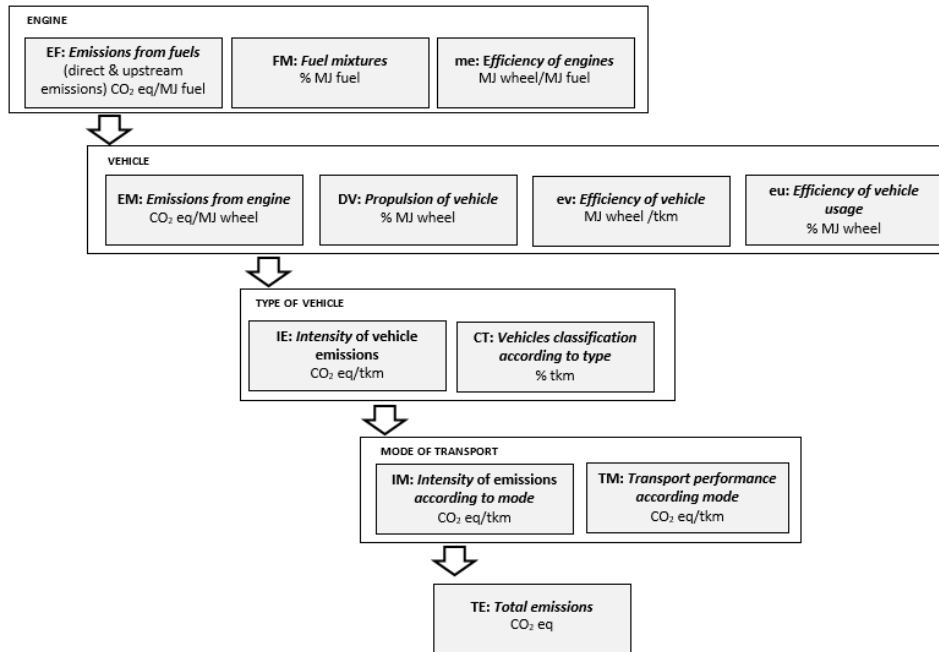 ENGINE
EF: Emissions from fuels
(direct & upstream
emissions) CO₂ eq/MJ fuel
FM: Fuel mixtures
% MJ fuel
me: Efficiency of engines
MJ wheel/MJ fuel
VEHICLE
EM: Emissions from engine
CO₂ eq/MJ wheel
DV: Propulsion of vehicle
% MJ wheel
ev: Efficiency of vehicle
MJ wheel /tkm
eu: Efficiency of vehicle
usage
% MJ wheel
TYPE OF VEHICLE
IE: Intensity of vehicle
emissions
CO₂ eq/tkm
CT: Vehicles classification
according to type
% tkm
MODE OF TRANSPORT
IM: Intensity of emissions
according to mode
CO₂ eq/tkm
TM: Transport performance
according mode
CO₂ eq/tkm
TE: Total emissions
CO₂ eq